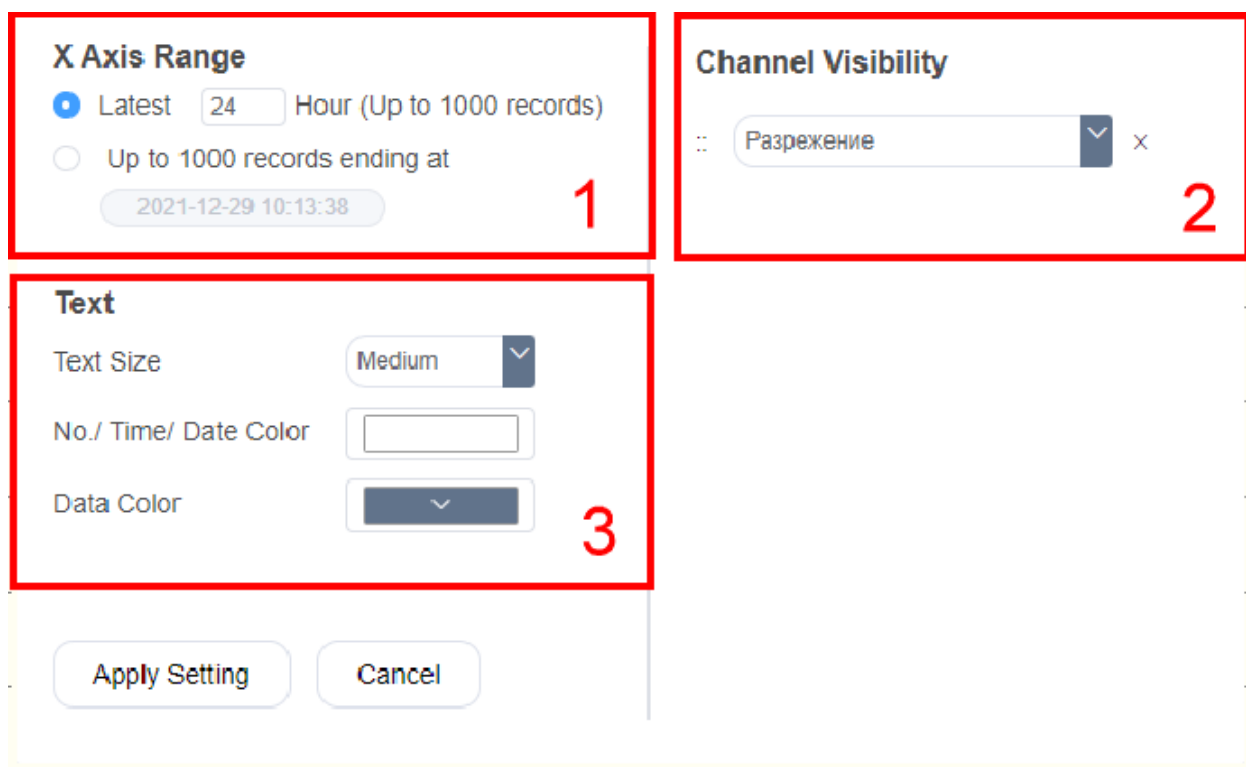 X Axis Range
Latest 24 Hour (Up to 1000 records)
Up to 1000 records ending at
2021-12-29 10:13:38
1
Channel Visibility
:: Разрежение x
2
Text
Text Size Medium
No./ Time/ Date Color
Data Color
3
Apply Setting Cancel